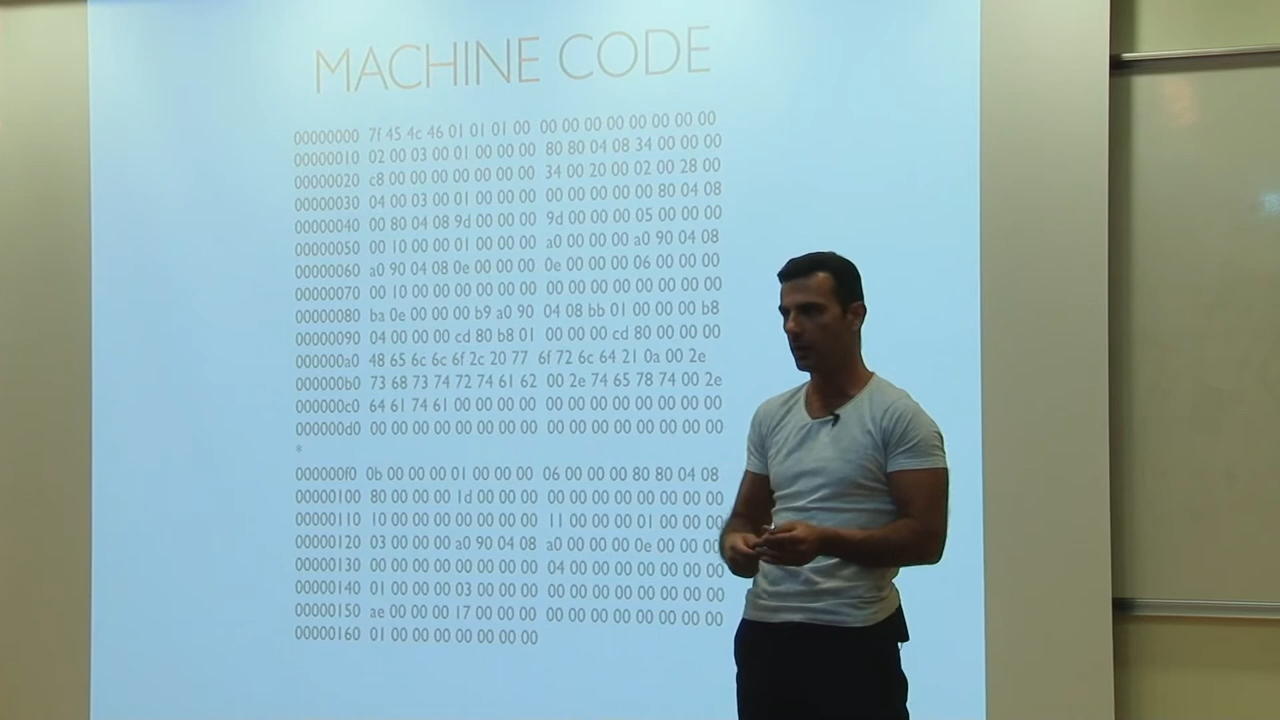 MACHINE CODE
00000000 7f 45 4c 46 01 01 01 00 00 00 00 00 00 00 00 00
00000010 02 00 03 00 01 00 00 00 80 80 04 08 34 00 00 00
00000020 c8 00 00 00 00 00 00 00 34 00 20 00 02 00 28 00
00000030 04 00 03 00 01 00 00 00 00 00 00 00 00 80 04 08
00000040 00 80 04 08 9d 00 00 00 9d 00 00 00 05 00 00 00
00000050 00 10 00 00 01 00 00 00 a0 00 00 00 a0 90 04 08
00000060 a0 90 04 08 0e 00 00 00 0e 00 00 00 06 00 00 00
00000070 00 10 00 00 00 00 00 00 00 00 00 00 00 00 00 00
00000080 ba 0e 00 00 00 b9 a0 90 04 08 bb 01 00 00 00 b8
00000090 04 00 00 00 cd 80 b8 01 00 00 00 cd 80 00 00 00
000000a0 48 65 6c 6c 6f 2c 20 77 6f 72 6c 64 21 0a 00 2e
000000b0 73 68 73 74 72 74 61 62 00 2e 74 65 78 74 00 2e
000000c0 64 61 74 61 00 00 00 00 00 00 00 00 00 00 00 00
000000d0 00 00 00 00 00 00 00 00 00 00 00 00 00 00 00 00
*
000000f0 0b 00 00 00 01 00 00 00 06 00 00 00 80 80 04 08
00000100 80 00 00 00 1d 00 00 00 00 00 00 00 00 00 00 00
00000110 10 00 00 00 00 00 00 00 11 00 00 00 01 00 00 00
00000120 03 00 00 00 a0 90 04 08 a0 00 00 00 0e 00 00 00
00000130 00 00 00 00 00 00 00 00 04 00 00 00 00 00 00 00
00000140 01 00 00 00 03 00 00 00 00 00 00 00 00 00 00 00
00000150 ae 00 00 00 17 00 00 00 00 00 00 00 00 00 00 00
00000160 01 00 00 00 00 00 00 00